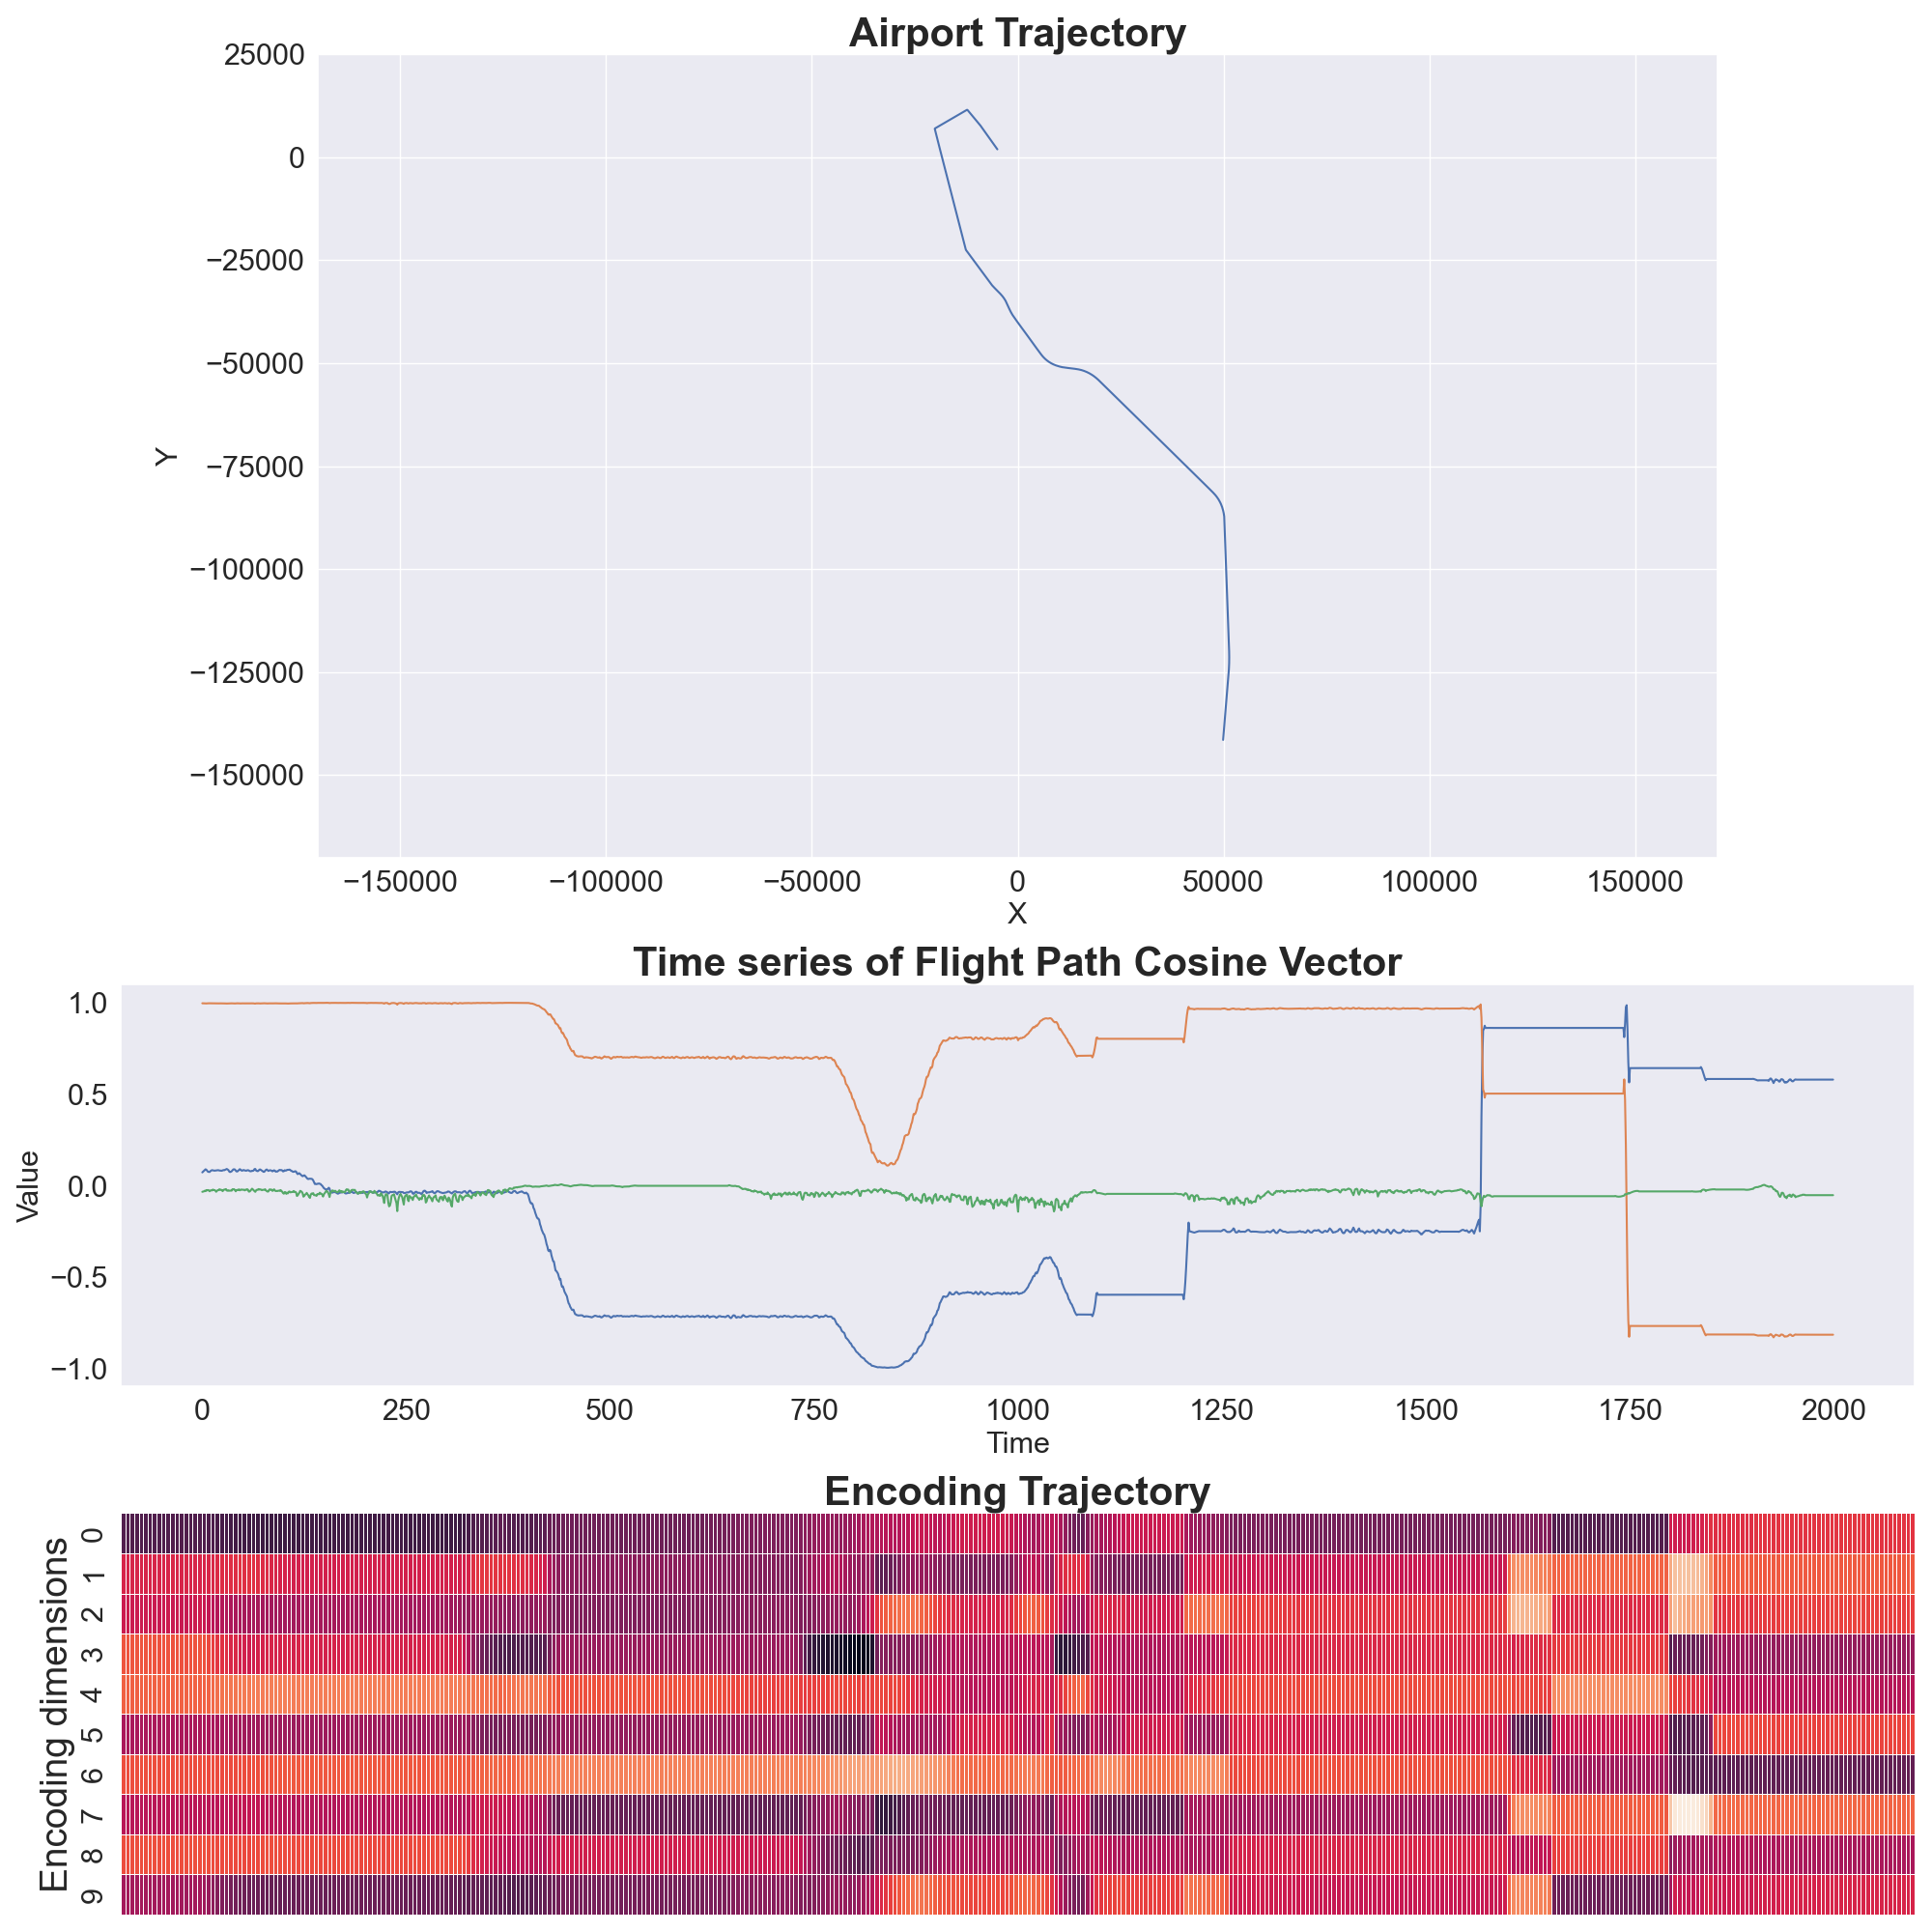 Airport Trajectory
25000
0
−25000
−50000
−75000
−100000
−125000
−150000
Y
−150000 −100000 −50000 0 50000 100000 150000
X
Time series of Flight Path Cosine Vector
1.0
0.5
0.0
−0.5
−1.0
Value
0 250 500 750 1000 1250 1500 1750 2000
Time
Encoding Trajectory
Encoding dimensions
0
1
2
3
4
5
6
7
8
9